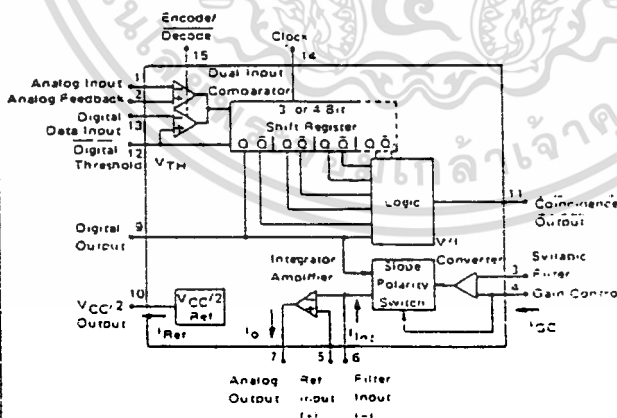 Encode/
Decode
15
Clock
14
Analog Input
1
Analog Feedback
2
Digital
Data Input
13
Digital
Threshold
12
VTH
Dual Input
Comparator
3 or 4 Bit
Shift Register
Q Q̄ Q Q̄ Q Q̄ Q Q̄
Logic
11
Coincidence
Output
Digital
Output
9
V/I
Converter
Integrator
Amplifier
Slope
Polarity
Switch
Syllabic
3
Filter
4
Gain Control
IGC
VCC/2
Output
10
VCC/2
Ref
IRef
Io
IInt
7
5
6
Analog
Output
Ref
Input
(+)
Filter
Input
(−)